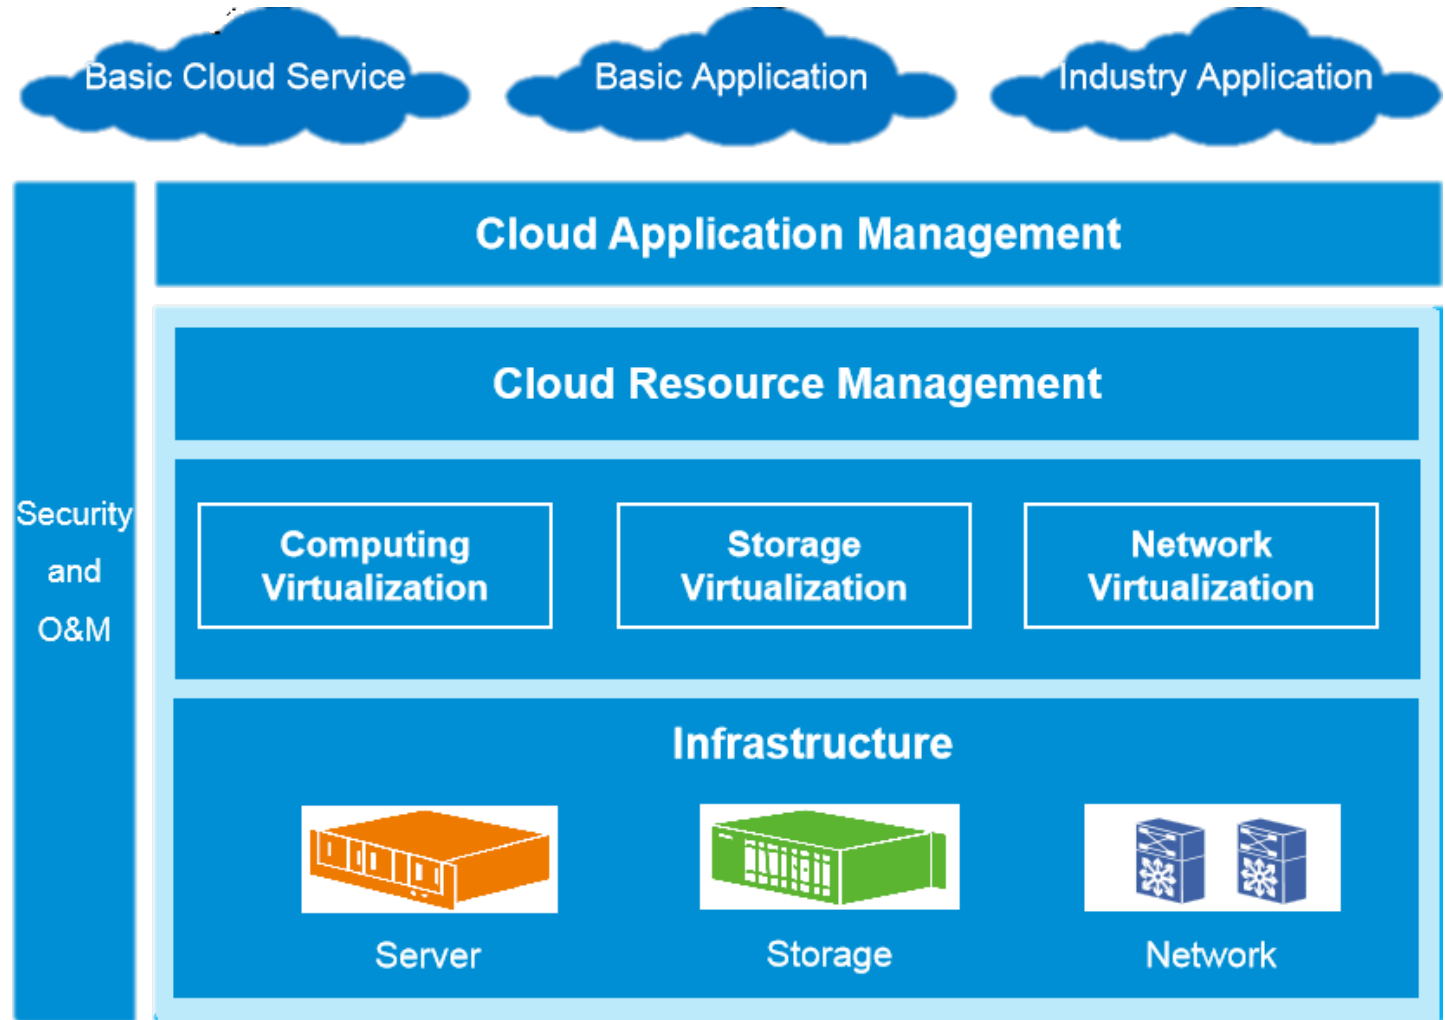 Basic Cloud Service
Basic Application
Industry Application
Cloud Application Management
Cloud Resource Management
Security
and
O&M
Computing
Virtualization
Storage
Virtualization
Network
Virtualization
Infrastructure
Server
Storage
Network